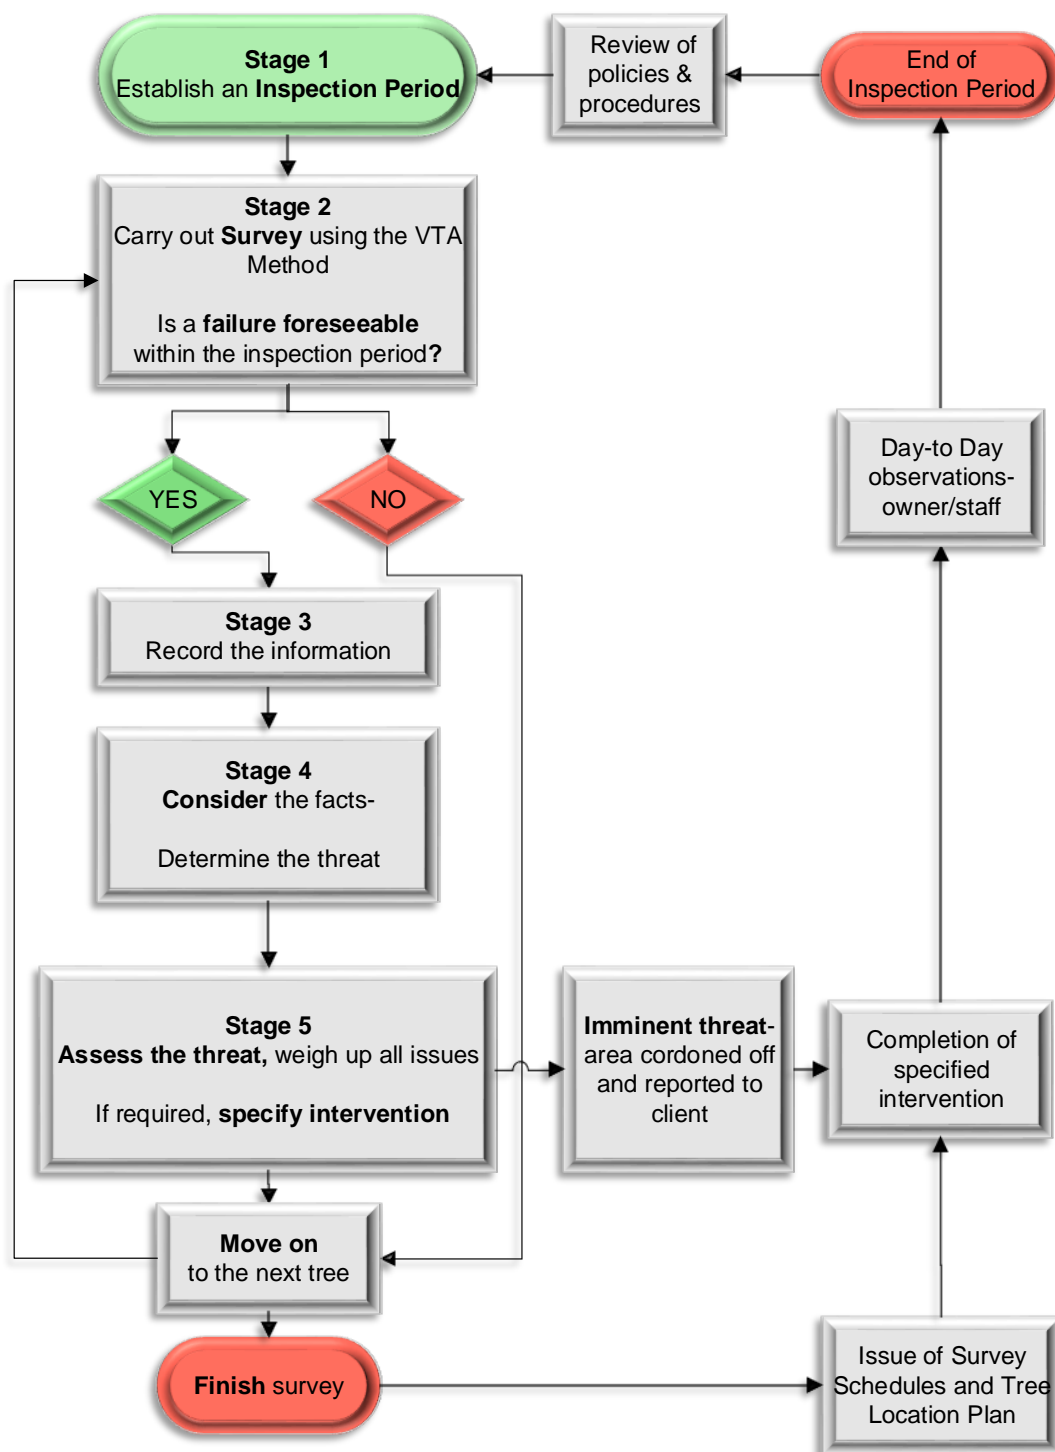 Stage 1
Establish an Inspection Period
Review of
policies &
procedures
End of
Inspection Period
Stage 2
Carry out Survey using the VTA
Method
Is a failure foreseeable
within the inspection period?
YES
NO
Day-to Day
observations-
owner/staff
Stage 3
Record the information
Stage 4
Consider the facts-
Determine the threat
Stage 5
Assess the threat, weigh up all issues
If required, specify intervention
Imminent threat-
area cordoned off
and reported to
client
Completion of
specified
intervention
Move on
to the next tree
Finish survey
Issue of Survey
Schedules and Tree
Location Plan